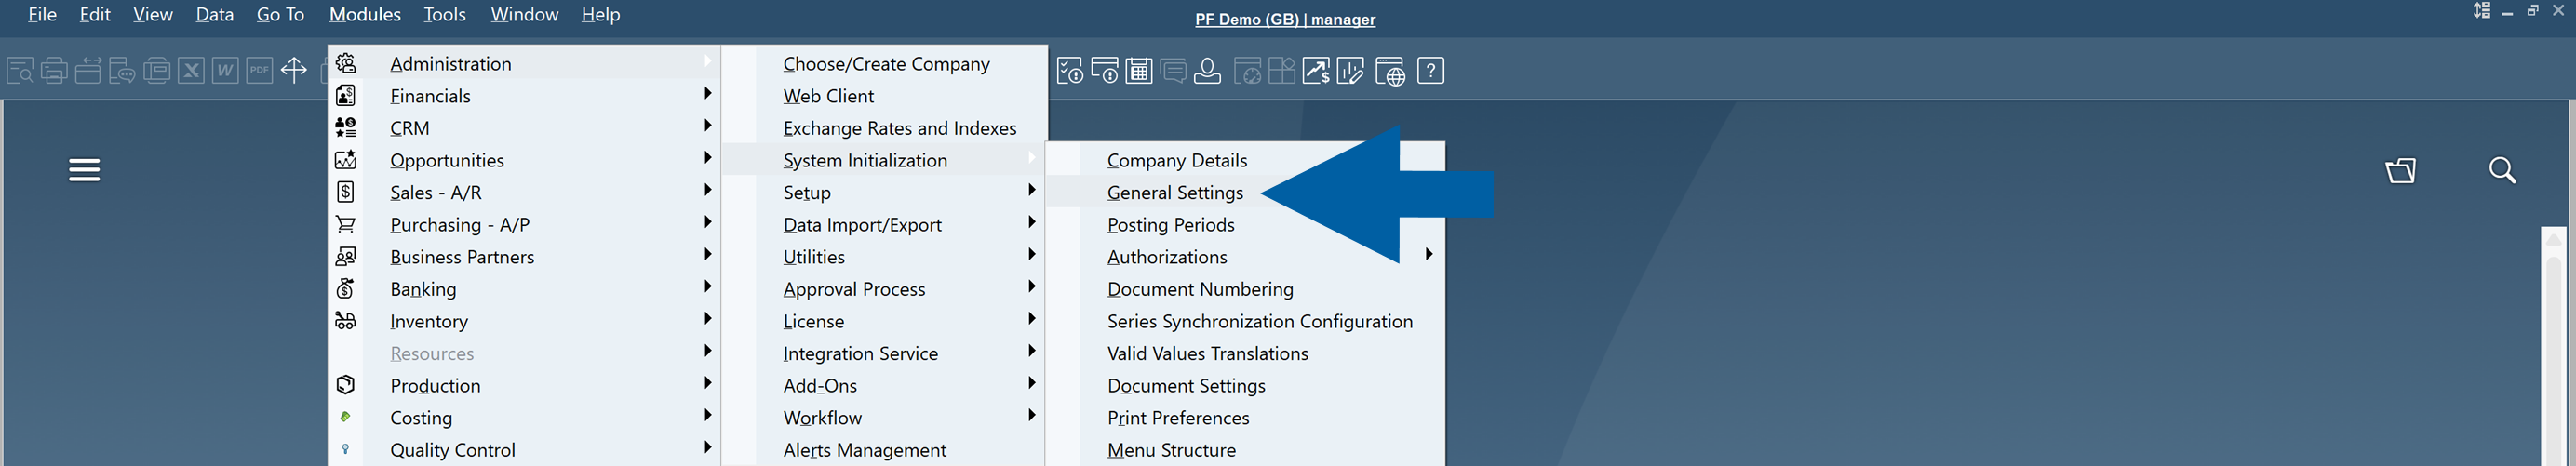 File Edit View Data Go To Modules Tools Window Help
PF Demo (GB) | manager
X W PDF ?
Administration
Financials
CRM
Opportunities
Sales - A/R
Purchasing - A/P
Business Partners
Banking
Inventory
Resources
Production
Costing
Quality Control
Choose/Create Company
Web Client
Exchange Rates and Indexes
System Initialization
Setup
Data Import/Export
Utilities
Approval Process
License
Integration Service
Add-Ons
Workflow
Alerts Management
Company Details
General Settings
Posting Periods
Authorizations
Document Numbering
Series Synchronization Configuration
Valid Values Translations
Document Settings
Print Preferences
Menu Structure